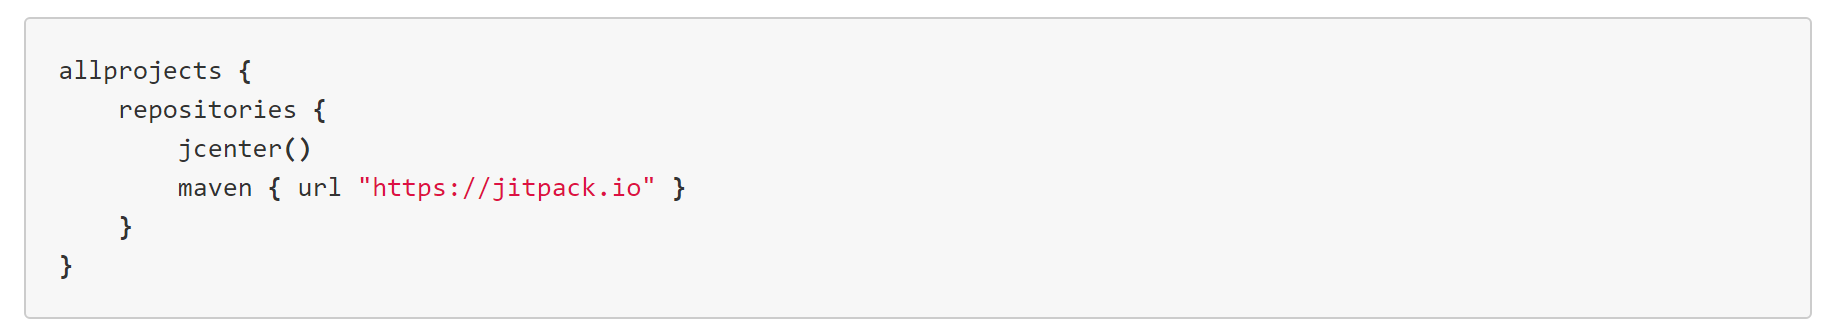 allprojects {
    repositories {
        jcenter()
        maven { url "https://jitpack.io" }
    }
}